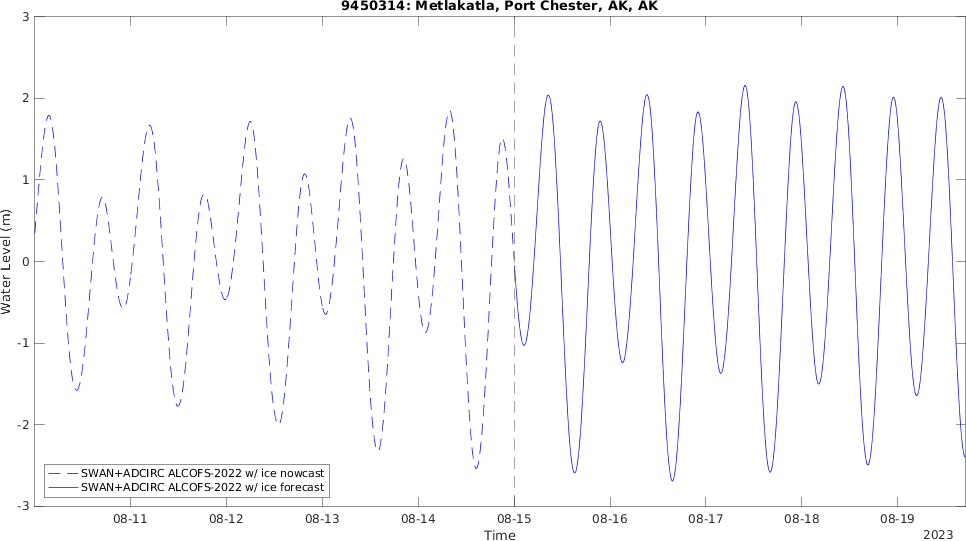 9450314: Metlakatla, Port Chester, AK, AK
3
2
1
0
-1
-2
-3
Water Level (m)
SWAN+ADCIRC ALCOFS-2022 w/ ice nowcast
SWAN+ADCIRC ALCOFS-2022 w/ ice forecast
08-11 08-12 08-13 08-14 08-15 08-16 08-17 08-18 08-19
Time
2023